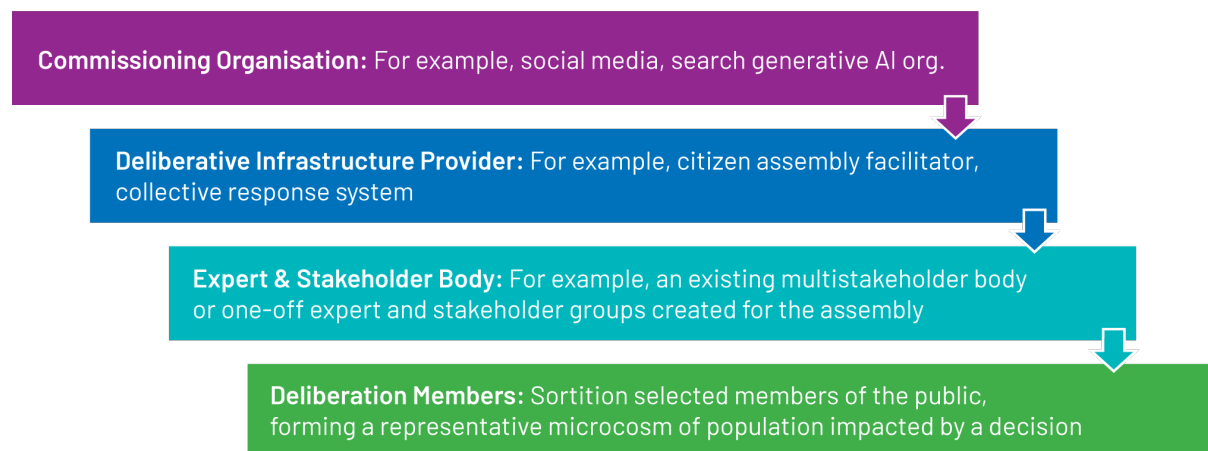 Commissioning Organisation: For example, social media, search generative AI org.
Deliberative Infrastructure Provider: For example, citizen assembly facilitator,
collective response system
Expert & Stakeholder Body: For example, an existing multistakeholder body
or one-off expert and stakeholder groups created for the assembly
Deliberation Members: Sortition selected members of the public,
forming a representative microcosm of population impacted by a decision